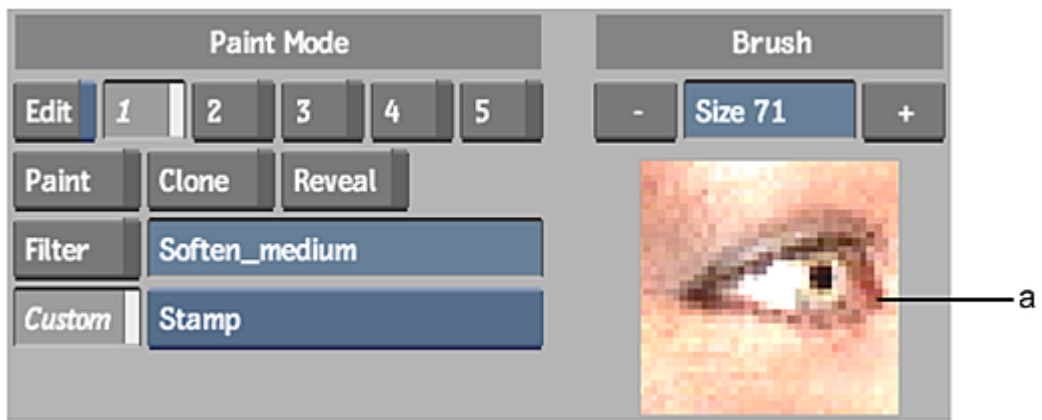 Paint Mode
Brush
Edit 1 2 3 4 5
- Size 71 +
Paint Clone Reveal
Filter Soften_medium
Custom Stamp
a